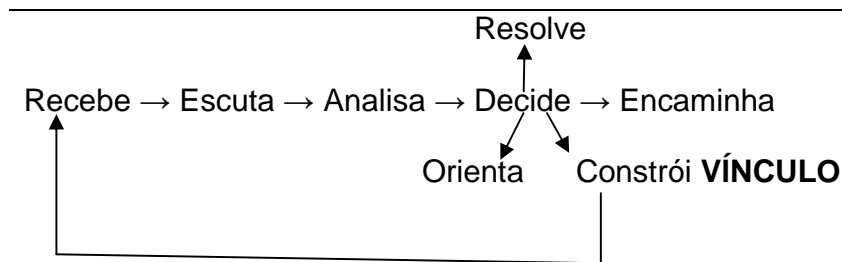 Resolve
Recebe → Escuta → Analisa → Decide → Encaminha
Orienta Constrói VÍNCULO